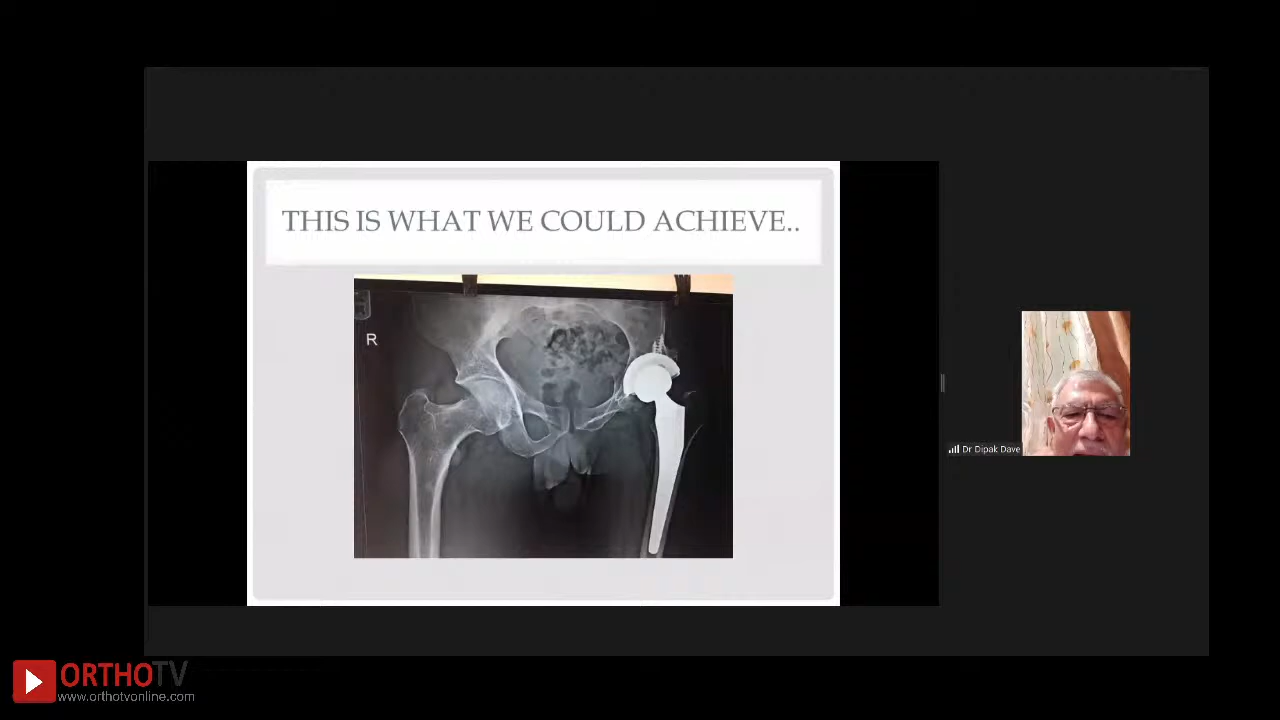 THIS IS WHAT WE COULD ACHIEVE..
R
Dr Dipak Dave
ORTHOTV
www.orthotvonline.com